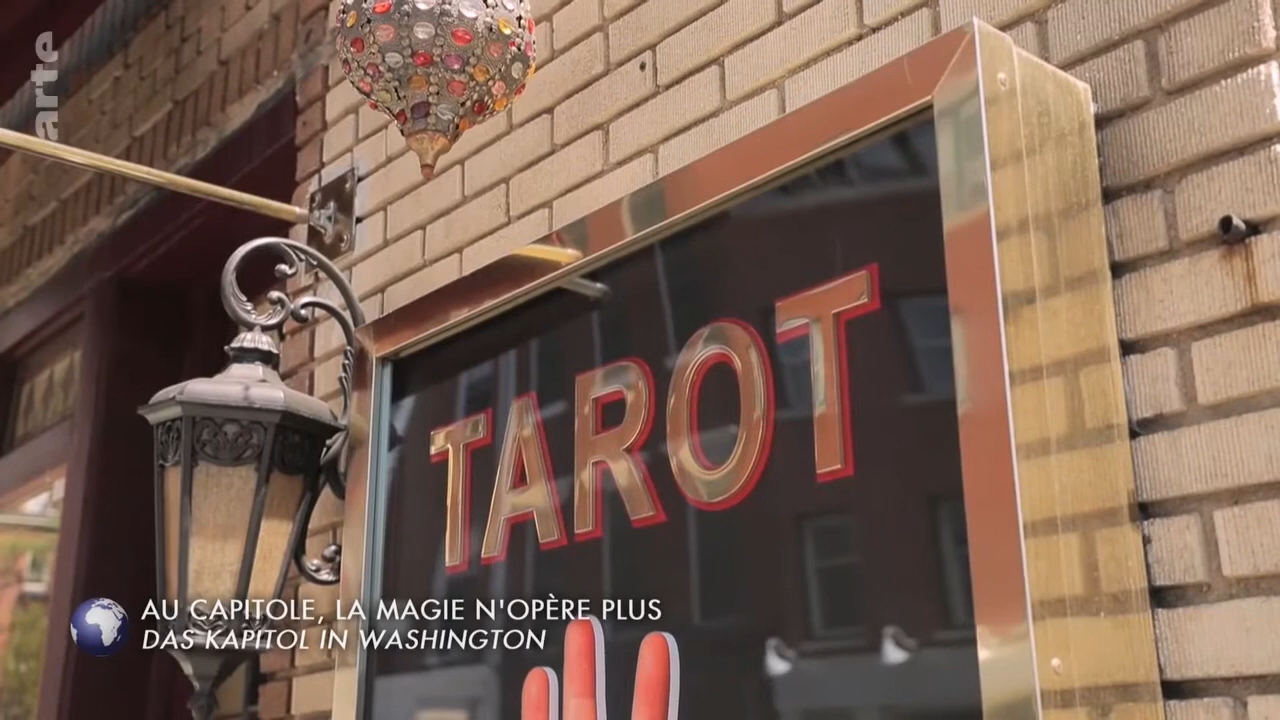 arte
TAROT
AU CAPITOLE, LA MAGIE N'OPÈRE PLUS
DAS KAPITOL IN WASHINGTON